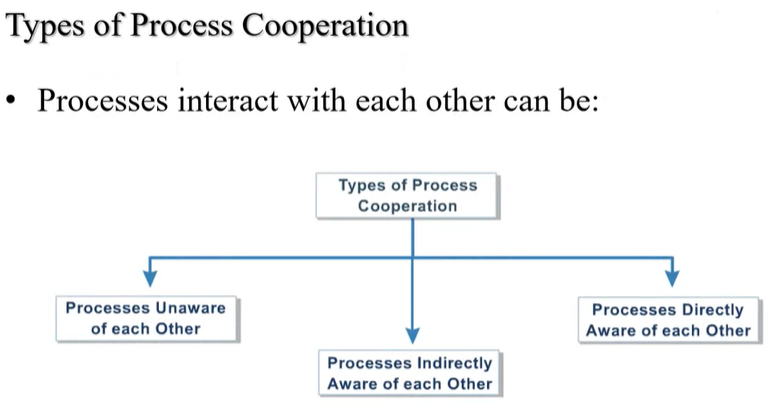 Types of Process Cooperation
• Processes interact with each other can be:
Types of Process
Cooperation
Processes Unaware
of each Other
Processes Indirectly
Aware of each Other
Processes Directly
Aware of each Other